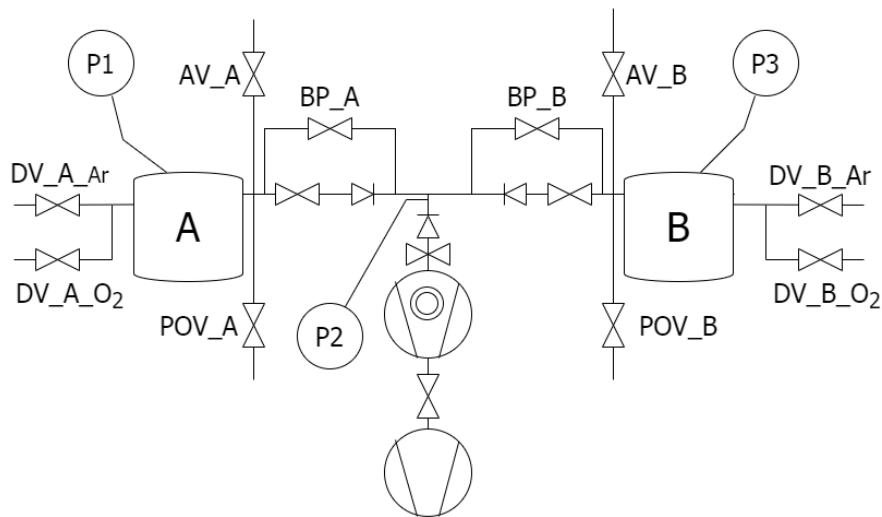 P1
AV_A
BP_A
BP_B
AV_B
P3
DV_A_Ar
A
B
DV_B_Ar
DV_A_O₂
POV_A
P2
POV_B
DV_B_O₂